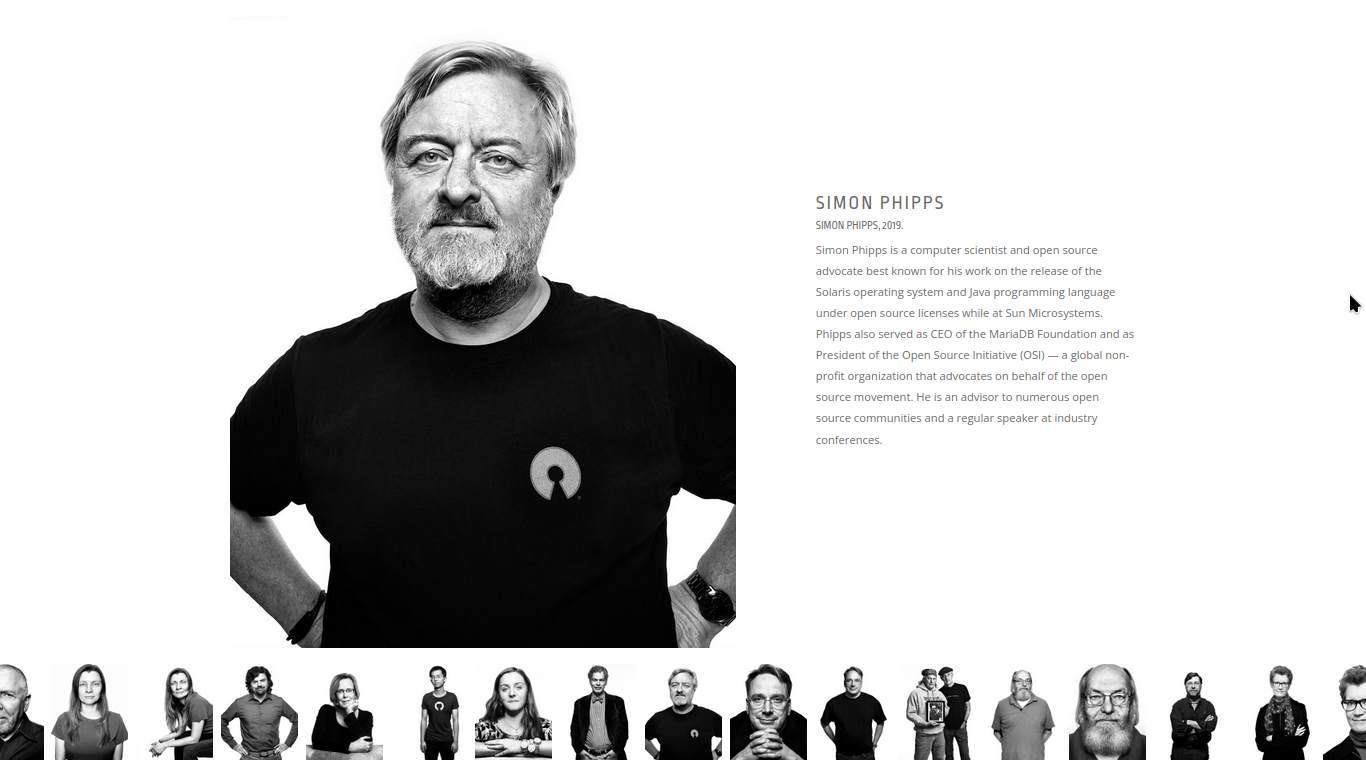 SIMON PHIPPS
SIMON PHIPPS, 2019.
Simon Phipps is a computer scientist and open source
advocate best known for his work on the release of the
Solaris operating system and Java programming language
under open source licenses while at Sun Microsystems.
Phipps also served as CEO of the MariaDB Foundation and as
President of the Open Source Initiative (OSI) — a global non-
profit organization that advocates on behalf of the open
source movement. He is an advisor to numerous open
source communities and a regular speaker at industry
conferences.